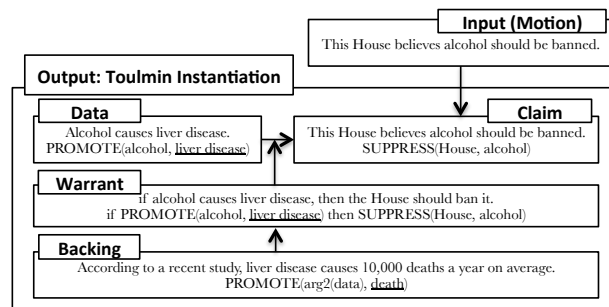 Input (Motion)
This House believes alcohol should be banned.
Output: Toulmin Instantiation
Data
Alcohol causes liver disease.
PROMOTE(alcohol, liver disease)
Claim
This House believes alcohol should be banned.
SUPPRESS(House, alcohol)
Warrant
if alcohol causes liver disease, then the House should ban it.
if PROMOTE(alcohol, liver disease) then SUPPRESS(House, alcohol)
Backing
According to a recent study, liver disease causes 10,000 deaths a year on average.
PROMOTE(arg2(data), death)